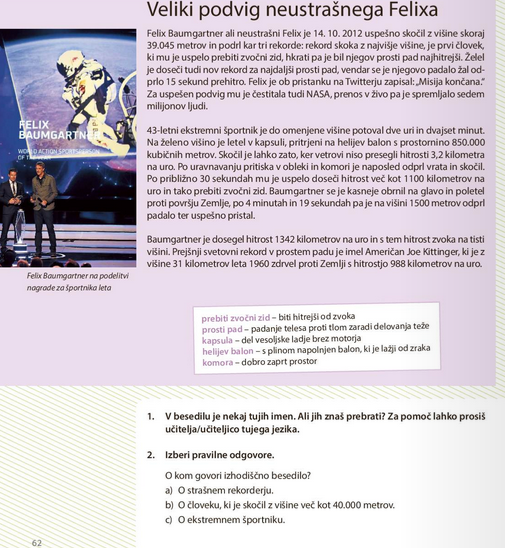 Veliki podvig neustrašnega Felixa
Felix Baumgartner ali neustrašni Felix je 14. 10. 2012 uspešno skočil z višine skoraj
39.045 metrov in podrl kar tri rekorde: rekord skoka z najvišje višine, je prvi človek,
ki mu je uspelo prebiti zvočni zid, hkrati pa je bil njegov prosti pad najhitrejši. Želel
je doseči tudi nov rekord za najdaljši prosti pad, vendar se je njegovo padalo žal od-
prlo 15 sekund prehitro. Felix je ob pristanku na Twitterju zapisal: „Misija končana.“
Za uspešen podvig mu je čestitala tudi NASA, prenos v živo pa je spremljalo sedem
milijonov ljudi.
43-letni ekstremni športnik je do omenjene višine potoval dve uri in dvajset minut.
Na želeno višino je letel v kapsuli, pritrjeni na helijev balon s prostornino 850.000
kubičnih metrov. Skočil je lahko zato, ker vetrovi niso presegli hitrosti 3,2 kilometra
na uro. Po uravnavanju pritiska v obleki in komori je naposled odprl vrata in skočil.
Po približno 30 sekundah mu je uspelo doseči hitrost več kot 1100 kilometrov na
uro in tako prebiti zvočni zid. Baumgartner se je kasneje obrnil na glavo in poletel
proti površju Zemlje, po 4 minutah in 19 sekundah pa je na višini 1500 metrov odprl
padalo ter uspešno pristal.
Baumgartner je dosegel hitrost 1342 kilometrov na uro in s tem hitrost zvoka na tisti
višini. Prejšnji svetovni rekord v prostem padu je imel Američan Joe Kittinger, ki je z
višine 31 kilometrov leta 1960 zdrvel proti Zemlji s hitrostjo 988 kilometrov na uro.
FELIX
BAUMGARTNER
WORLD ACTION SPORTSPERSON
OF THE YEAR
Felix Baumgartner na podelitvi
nagrade za športnika leta
prebiti zvočni zid – biti hitrejši od zvoka
prosti pad – padanje telesa proti tlom zaradi delovanja teže
kapsula – del vesoljske ladje brez motorja
helijev balon – s plinom napolnjen balon, ki je lažji od zraka
komora – dobro zaprt prostor
1. V besedilu je nekaj tujih imen. Ali jih znaš prebrati? Za pomoč lahko prosiš
učitelja/učiteljico tujega jezika.
2. Izberi pravilne odgovore.
O kom govori izhodiščno besedilo?
a) O strašnem rekorderju.
b) O človeku, ki je skočil z višine več kot 40.000 metrov.
c) O ekstremnem športniku.
62